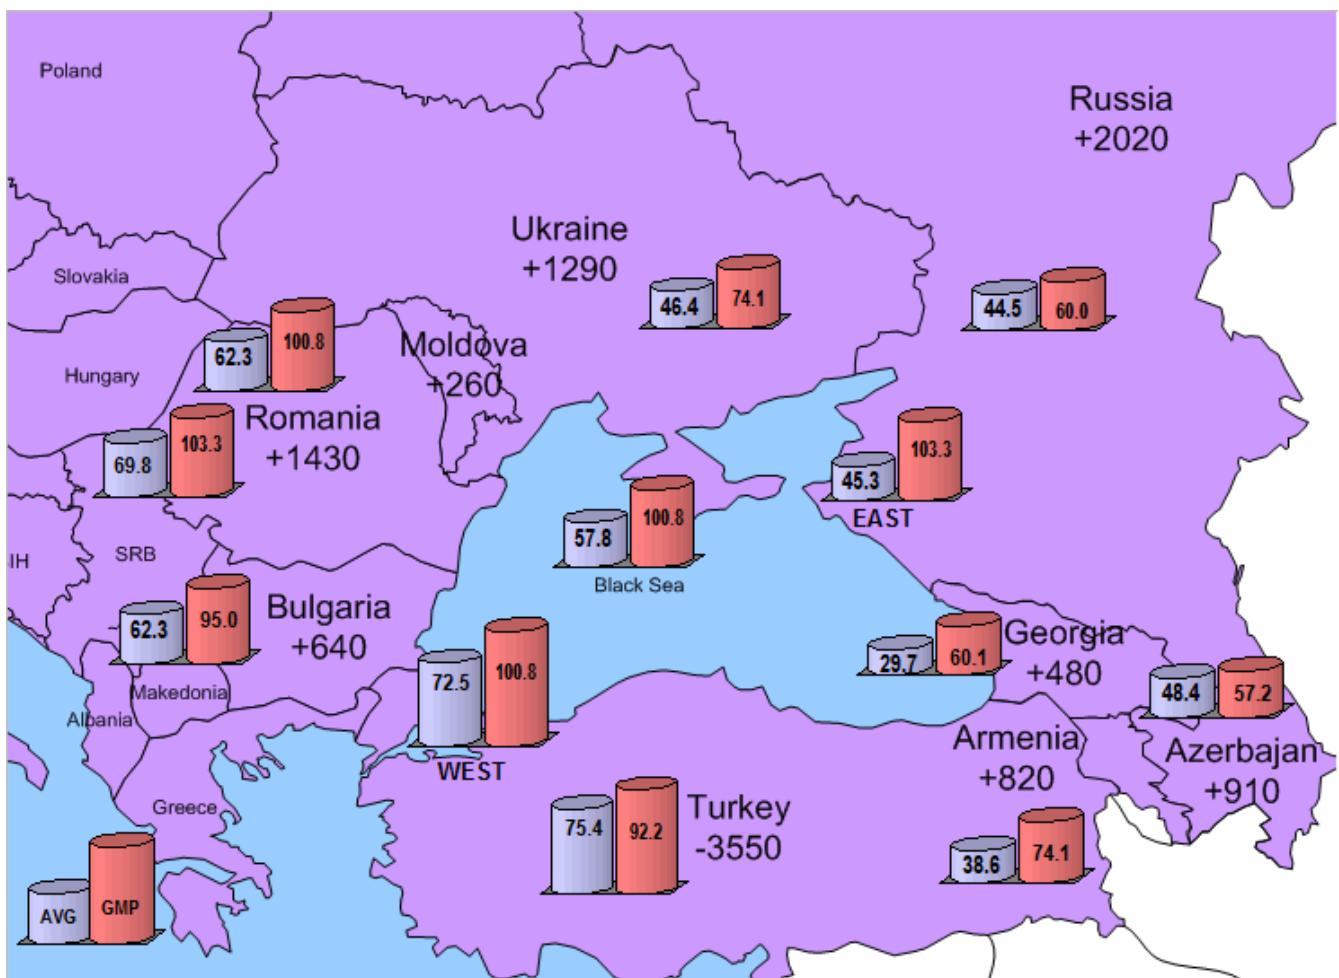 Poland
Russia
+2020
Ukraine
+1290
Slovakia
46.4
74.1
44.5
60.0
62.3
100.8
Moldova
+260
Hungary
Romania
+1430
69.8
103.3
45.3
103.3
EAST
57.8
100.8
Black Sea
IH
SRB
Bulgaria
+640
62.3
95.0
Georgia
+480
29.7
60.1
72.5
100.8
WEST
48.4
57.2
Makedonia
Albania
Armenia
+820
Azerbajan
+910
Greece
75.4
92.2
Turkey
-3550
38.6
74.1
AVG
GMP